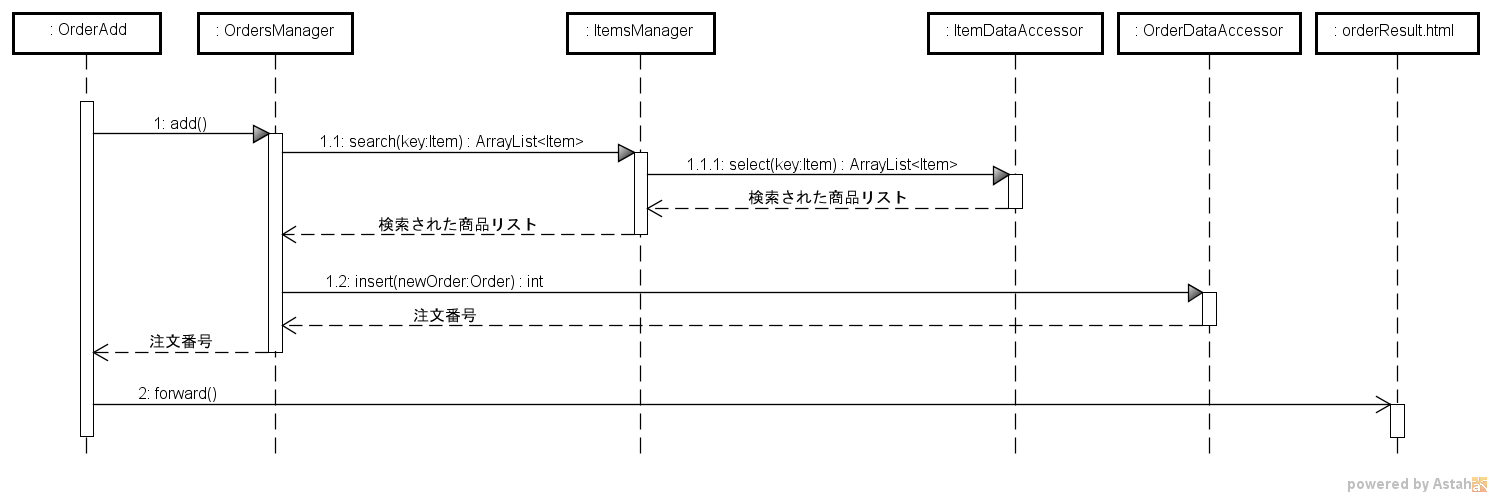 : OrderAdd
: OrdersManager
: ItemsManager
: ItemDataAccessor
: OrderDataAccessor
: orderResult.html
1: add()
1.1: search(key:Item) : ArrayList<Item>
1.1.1: select(key:Item) : ArrayList<Item>
検索された商品リスト
検索された商品リスト
1.2: insert(newOrder:Order) : int
注文番号
注文番号
2: forward()
powered by Astah